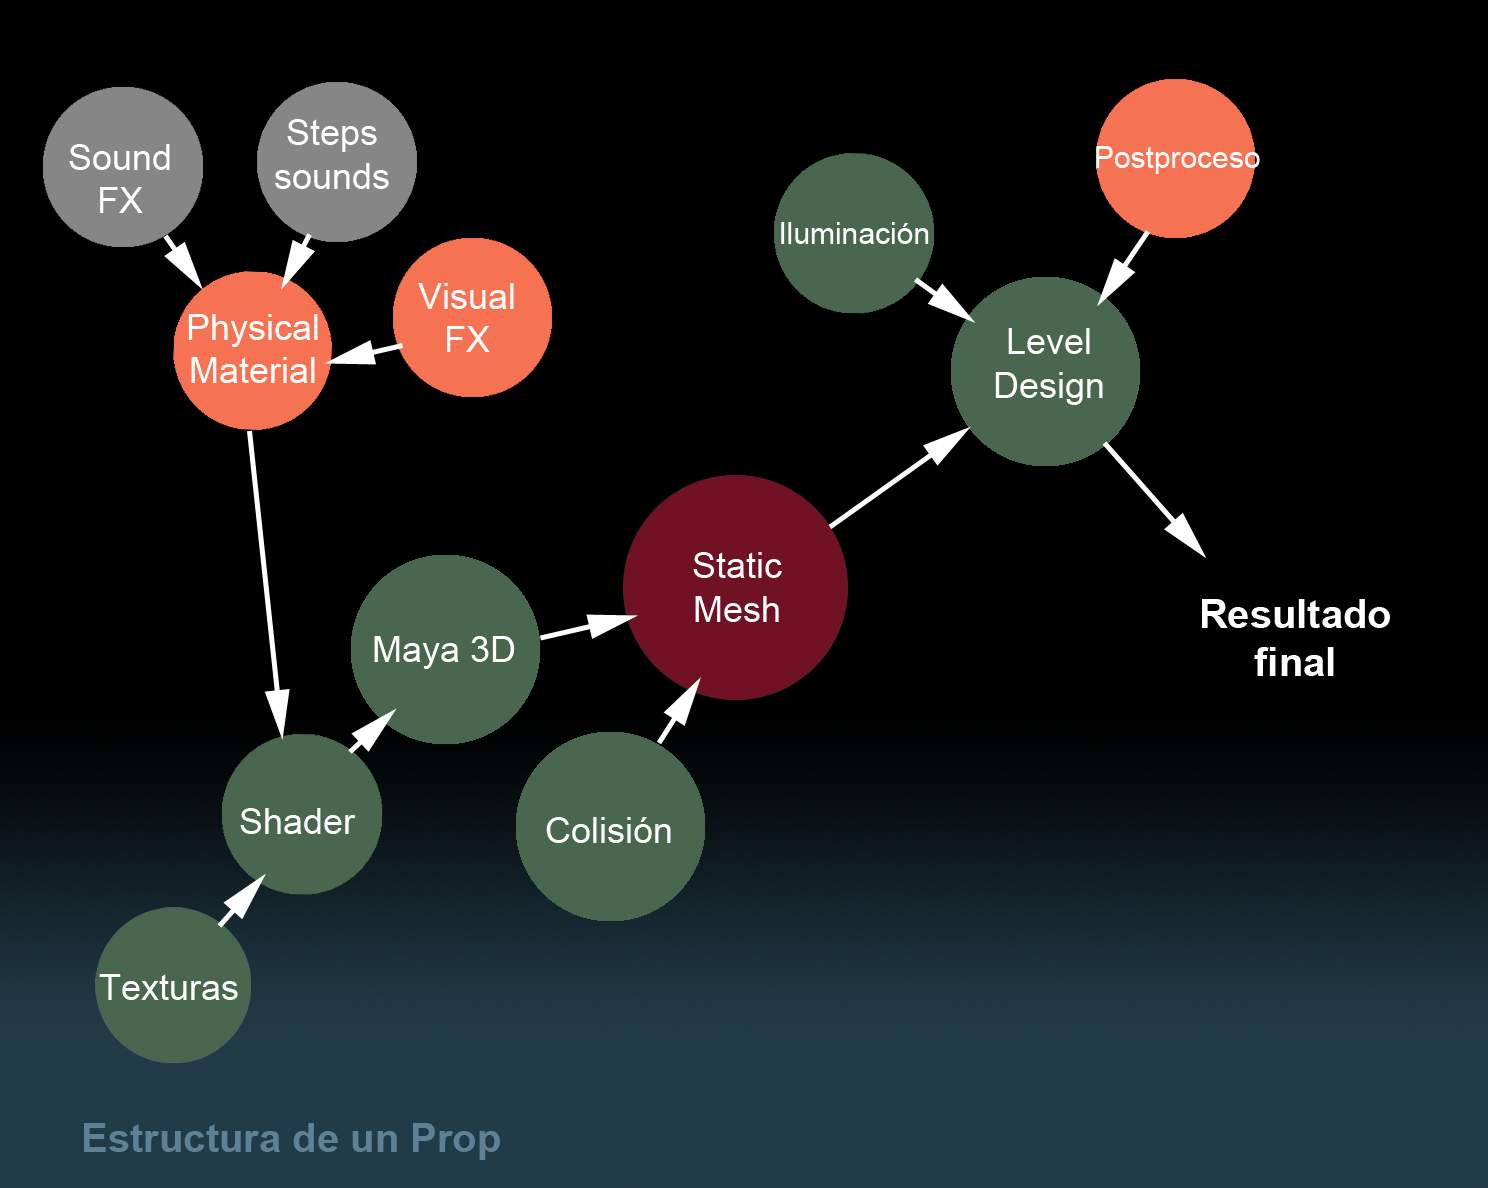 Sound
FX
Steps
sounds
Physical
Material
Visual
FX
Iluminación
Postproceso
Level
Design
Static
Mesh
Maya 3D
Resultado
final
Shader
Colisión
Texturas
Estructura de un Prop